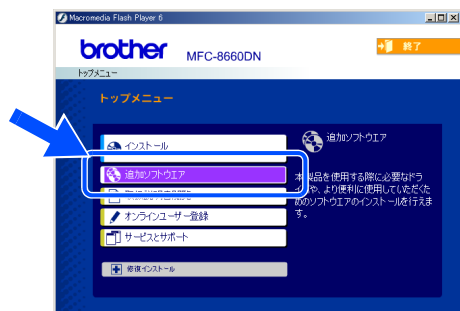 Macromedia Flash Player 6
brother
MFC-8660DN
終了
トップメニュー
トップメニュー
インストール
追加ソフトウエア
オンラインユーザー登録
サービスとサポート
修復インストール
追加ソフトウエア
本製品を使用する際に必要なドラ
や、より便利に使用していただくた
めのソフトウエアのインストールを行えま
す。